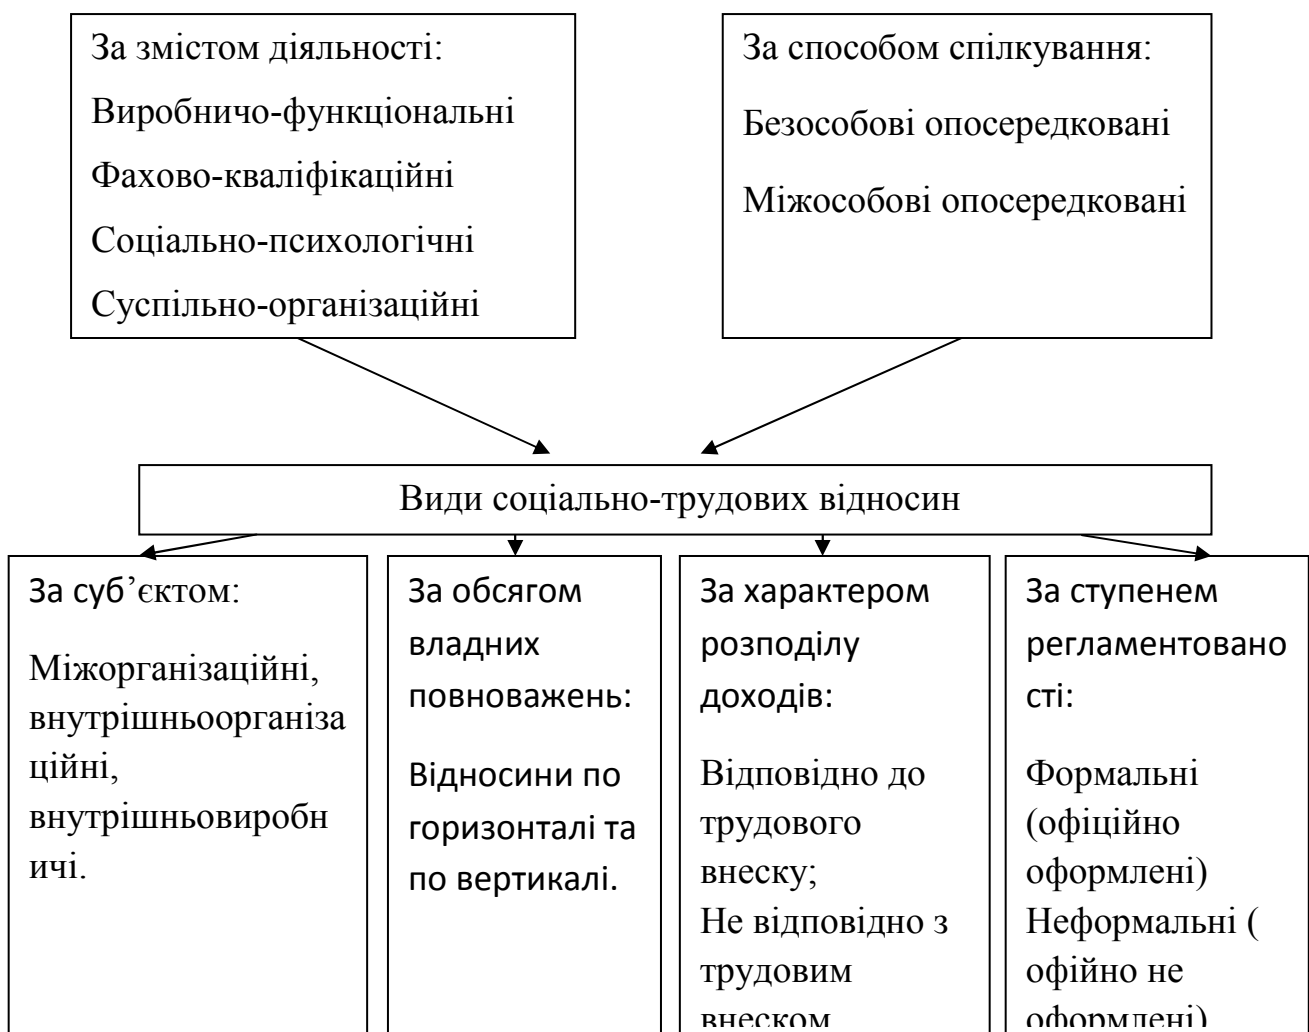 За змістом діяльності:
Виробничо-функціональні
Фахово-кваліфікаційні
Соціально-психологічні
Суспільно-організаційні
За способом спілкування:
Безособові опосередковані
Міжособові опосередковані
Види соціально-трудових відносин
За суб’єктом:
Міжорганізаційні,
внутрішньоорганіза
ційні,
внутрішньовиробн
ичі.
За обсягом
владних
повноважень:
Відносини по
горизонталі та
по вертикалі.
За характером
розподілу
доходів:
Відповідно до
трудового
внеску;
Не відповідно з
трудовим
внеском
За ступенем
регламентовано
сті:
Формальні
(офіційно
оформлені)
Неформальні (
офійно не
оформлені)